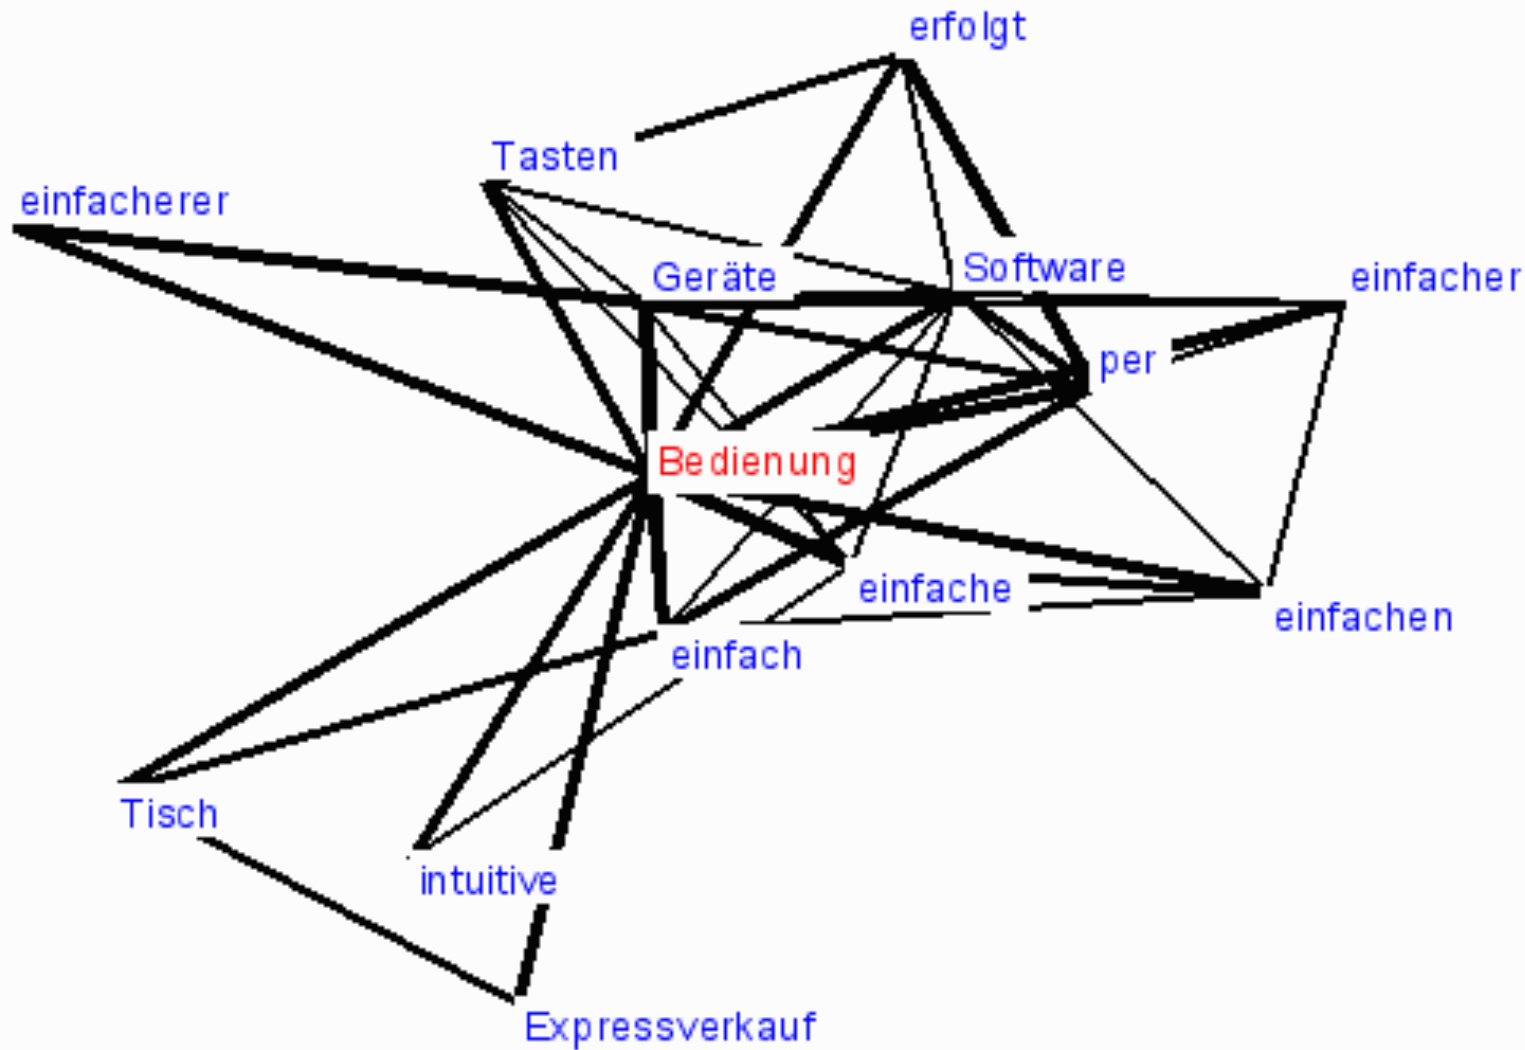 erfolgt
Tasten
einfacherer
Geräte
Software
einfacher
per
Bedienung
einfache
einfachen
einfach
Tisch
intuitive
Expressverkauf